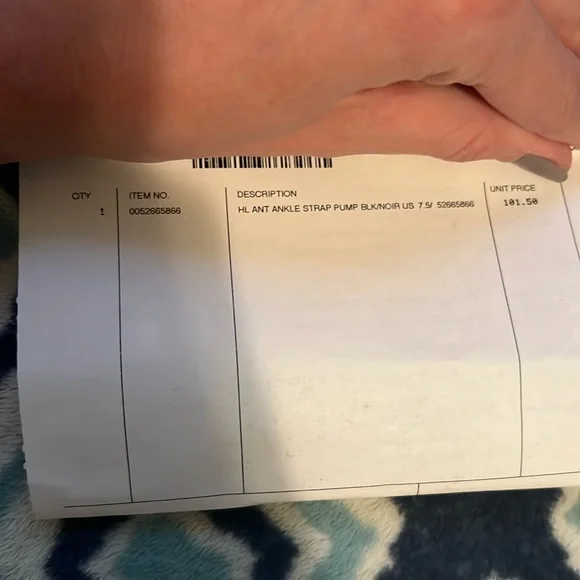 QTY ITEM NO. DESCRIPTION UNIT PRICE
1 0052665866 HL ANT ANKLE STRAP PUMP BLK/NOIR US 7.5/ 52665866 101.50